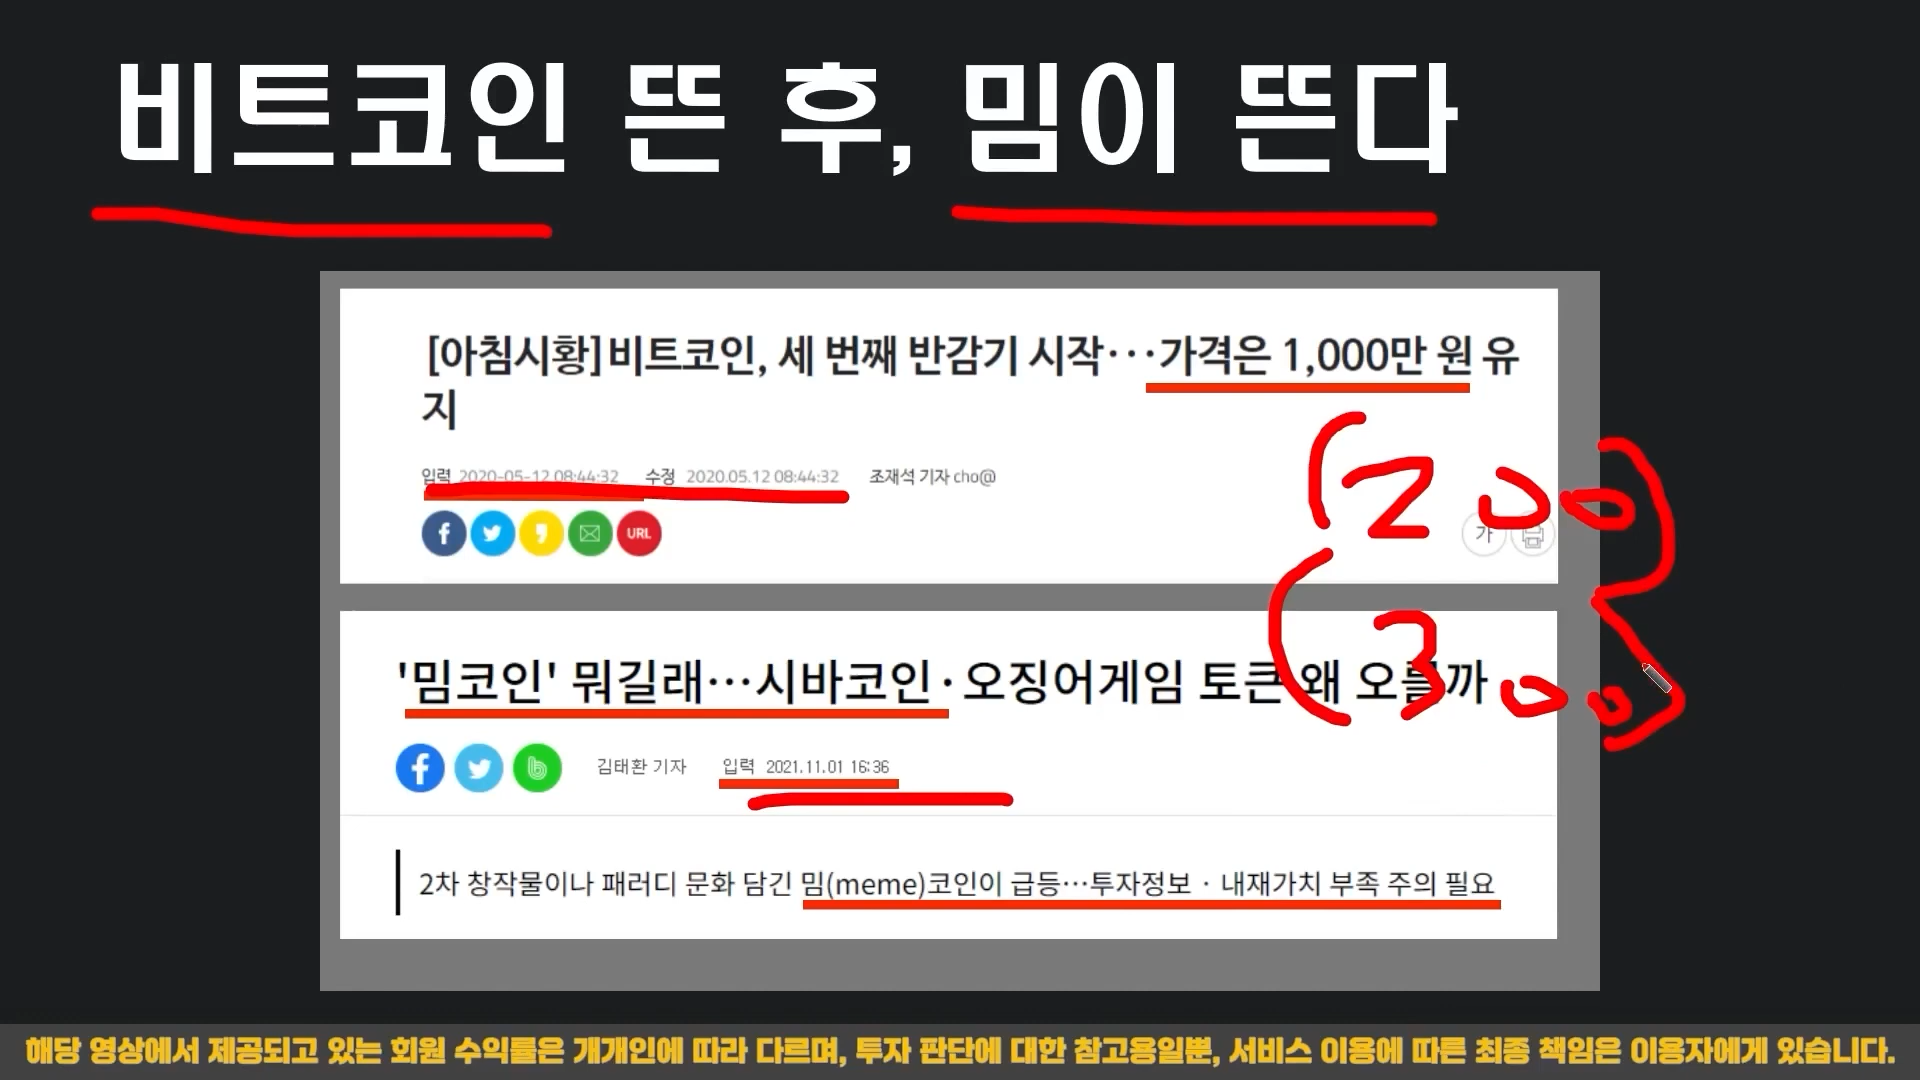 비트코인 뜬 후, 밈이 뜬다
[아침시황]비트코인, 세 번째 반감기 시작···가격은 1,000만 원 유
지
입력 2020-05-12 08:44:32 수정 2020.05.12 08:44:32 조재석 기자 cho@
URL
가
200
'밈코인' 뭐길래···시바코인·오징어게임 토큰 왜 오를까
300
김태환 기자 입력 2021.11.01 16:36
2차 창작물이나 패러디 문화 담긴 밈(meme)코인이 급등···투자정보·내재가치 부족 주의 필요
해당 영상에서 제공되고 있는 회원 수익률은 개개인에 따라 다르며, 투자 판단에 대한 참고용일뿐, 서비스 이용에 따른 최종 책임은 이용자에게 있습니다.